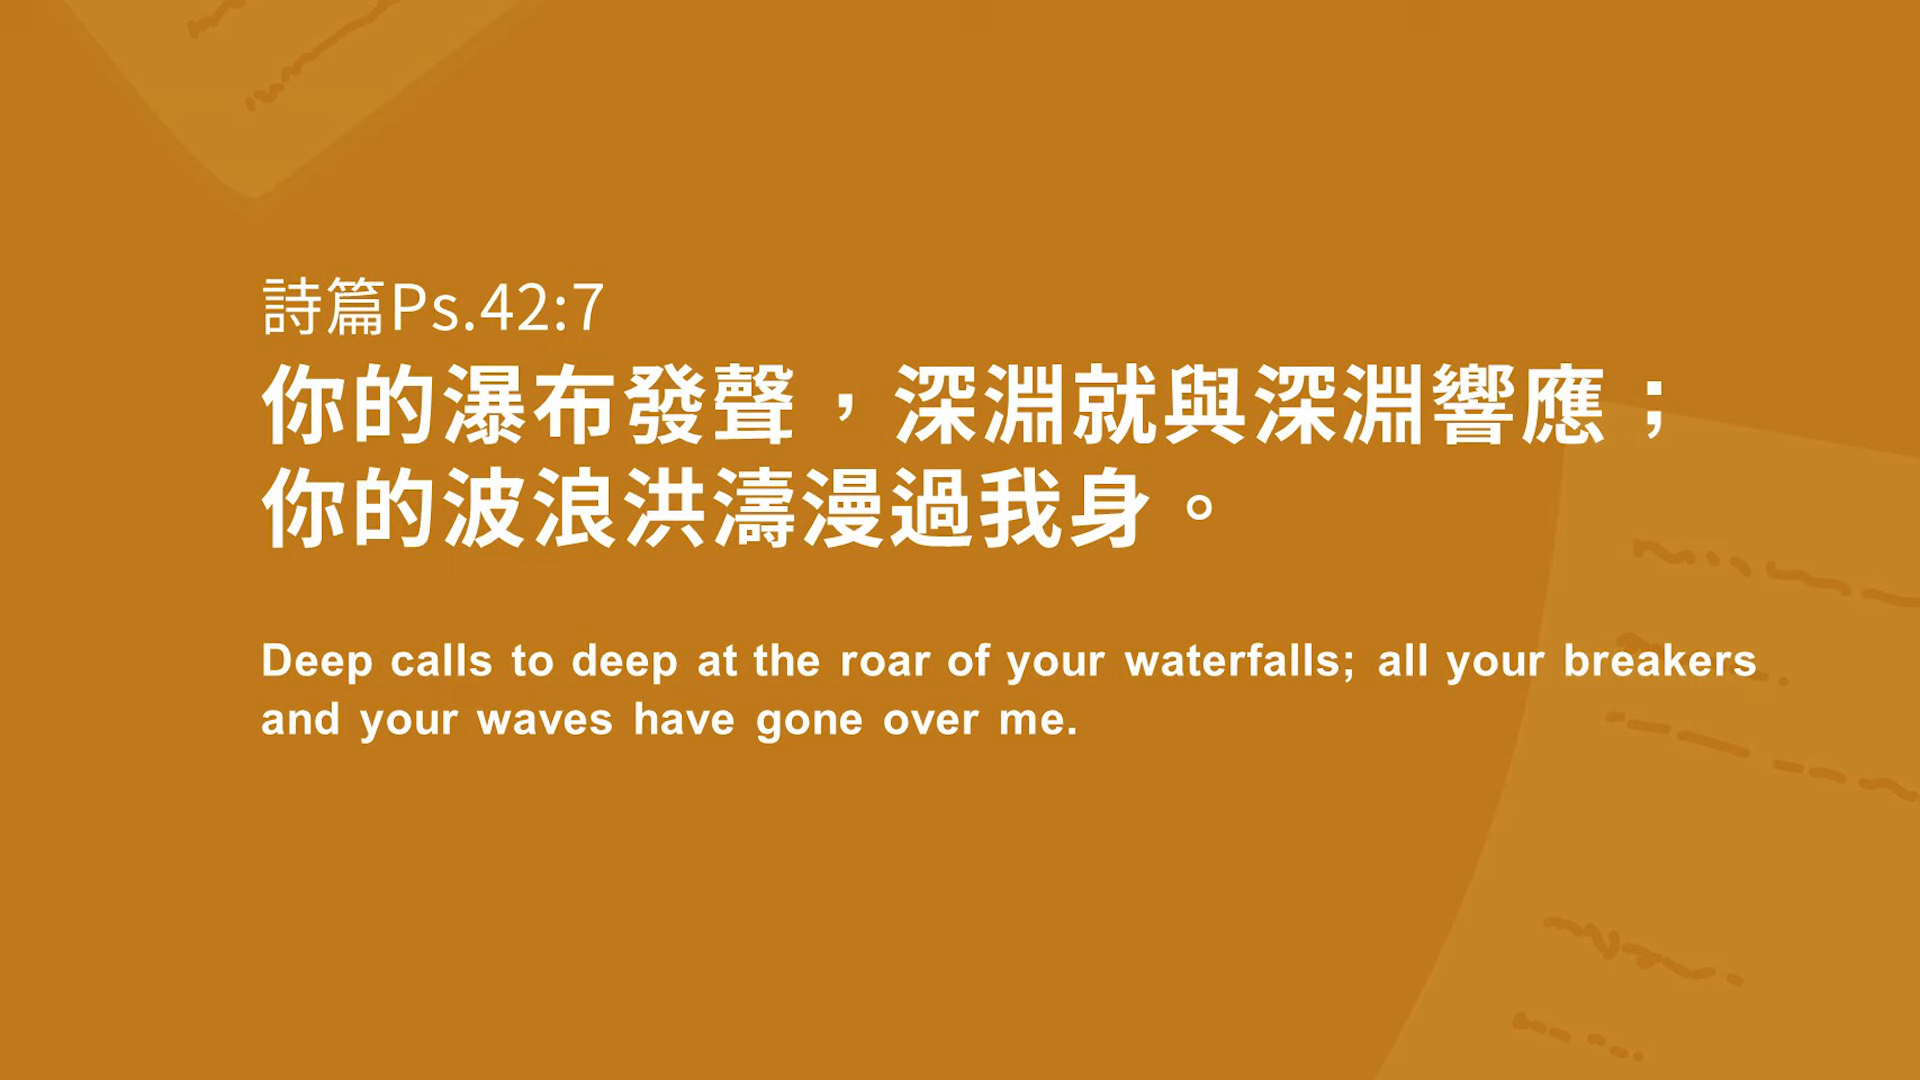 詩篇Ps.42:7
你的瀑布發聲，深淵就與深淵響應；
你的波浪洪濤漫過我身。
Deep calls to deep at the roar of your waterfalls; all your breakers
and your waves have gone over me.